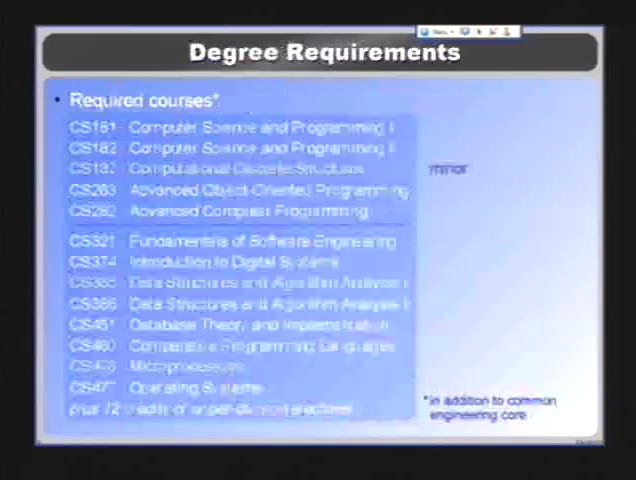 Degree Requirements
• Required courses*
CS181 Computer Science and Programming I
CS182 Computer Science and Programming II
Computational Discrete Structures
minor
Advanced Object-Oriented Programming
CS282 Advanced Computer Programming
CS321 Fundamentals of Software Engineering
CS374 Introduction to Digital Systems
CS385 Data Structures and Algorithm Analysis I
CS386 Data Structures and Algorithm Analysis II
CS451 Database Theory and Implementation
CS460 Comparative Programming Languages
Microprocessors
CS477 Operating Systems
plus 12 credits of upper-division electives
*in addition to common
engineering core